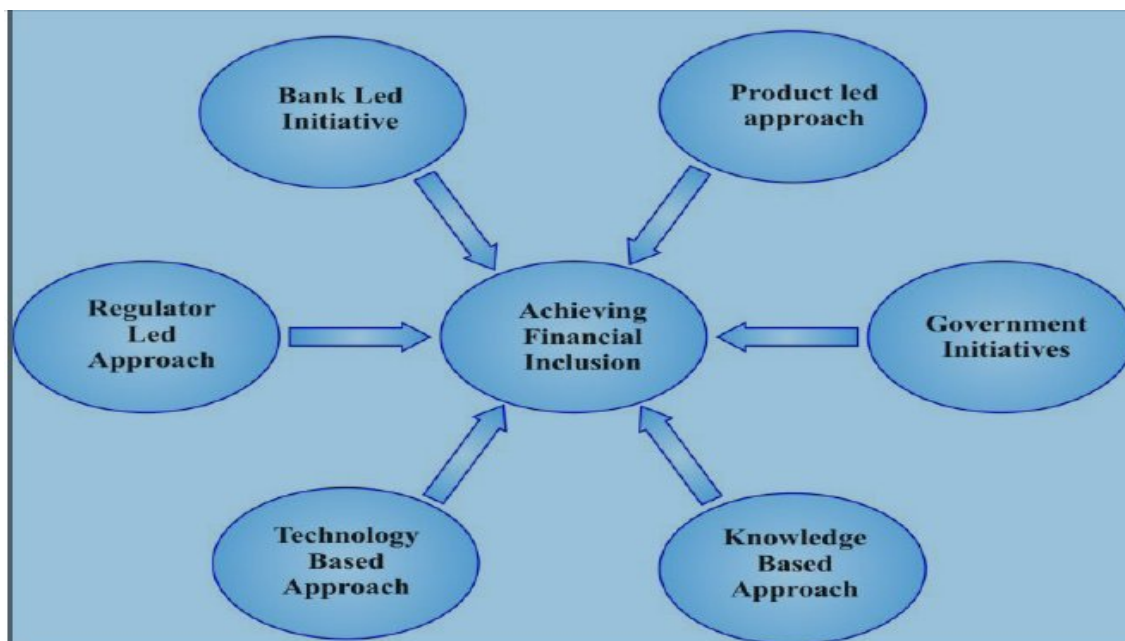 Bank Led
Initiative
Product led
approach
Regulator
Led
Approach
Achieving
Financial
Inclusion
Government
Initiatives
Technology
Based
Approach
Knowledge
Based
Approach